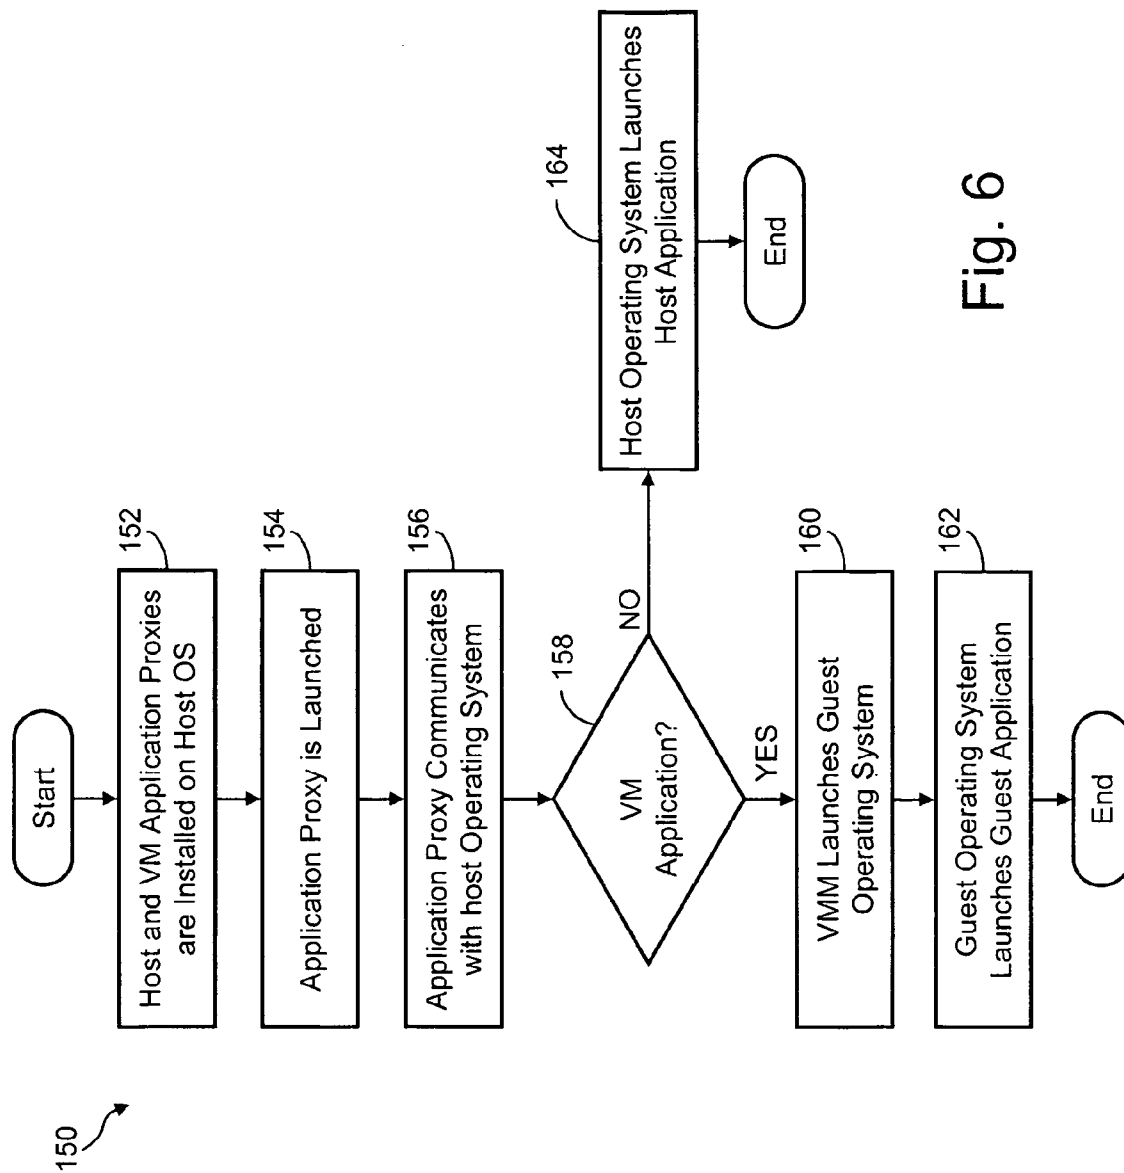 150
Start
152
Host and VM Application Proxies
are Installed on Host OS
154
Application Proxy is Launched
156
Application Proxy Communicates
with host Operating System
158
VM
Application?
NO
164
Host Operating System Launches
Host Application
End
YES
160
VMM Launches Guest
Operating System
162
Guest Operating System
Launches Guest Application
End
Fig. 6